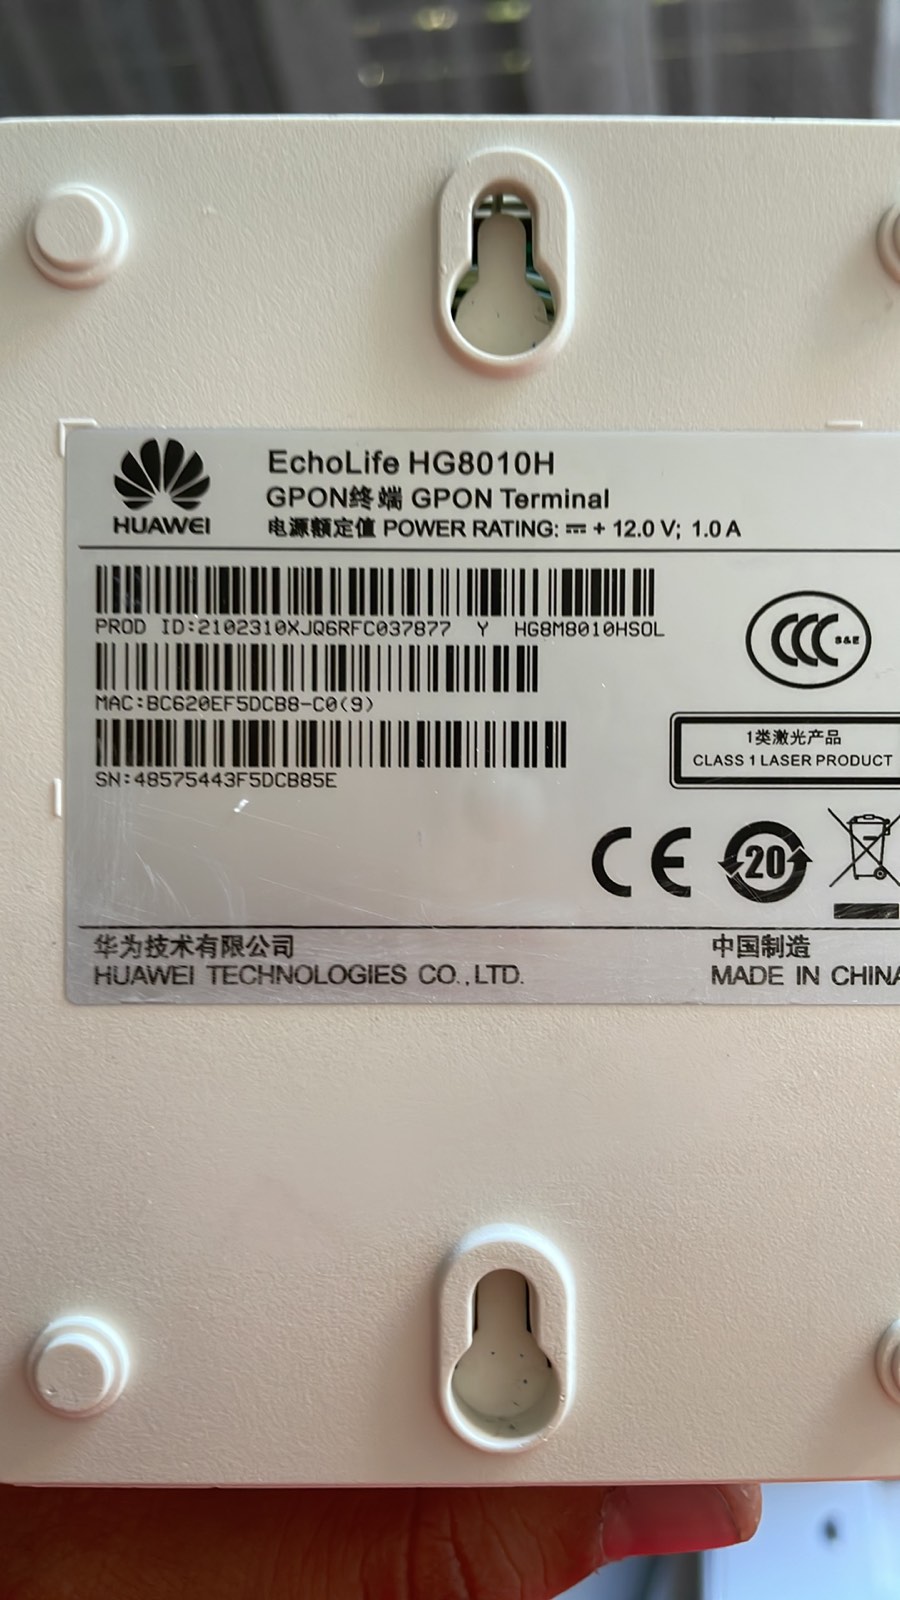 HUAWEI
EchoLife HG8010H
GPON终端 GPON Terminal
电源额定值 POWER RATING: ⎓ + 12.0 V; 1.0 A
PROD ID:2102310XJQ6RFC037877 Y HG8M8010HSOL
MAC:BC620EF5DCB8-C0(9)
SN:48575443F5DCB85E
CCC S&E
1类激光产品
CLASS 1 LASER PRODUCT
CE
20
华为技术有限公司
HUAWEI TECHNOLOGIES CO.,LTD.
中国制造
MADE IN CHINA